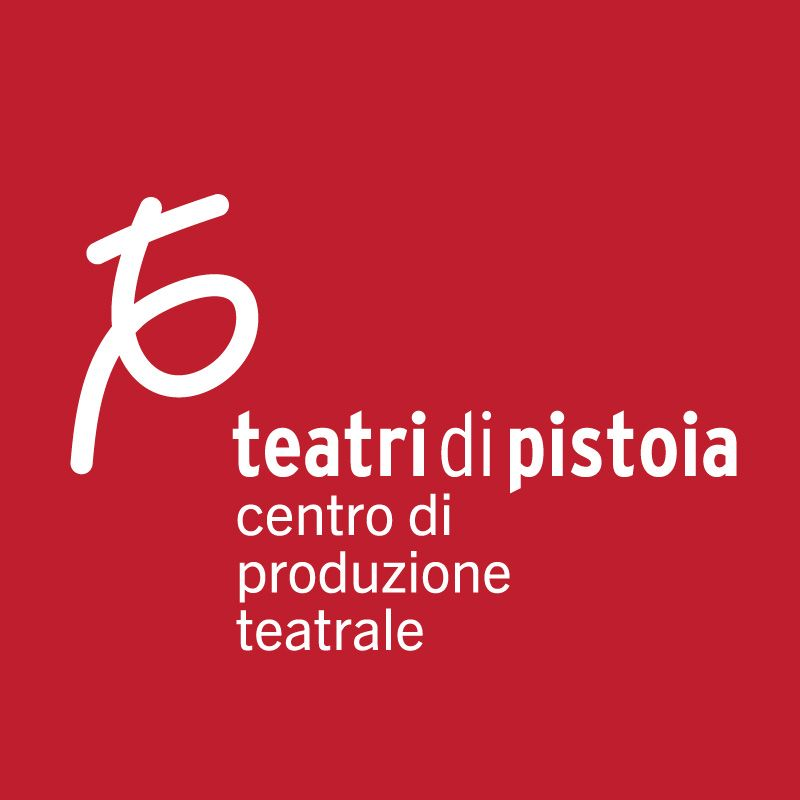 teatri di pistoia
centro di
produzione
teatrale